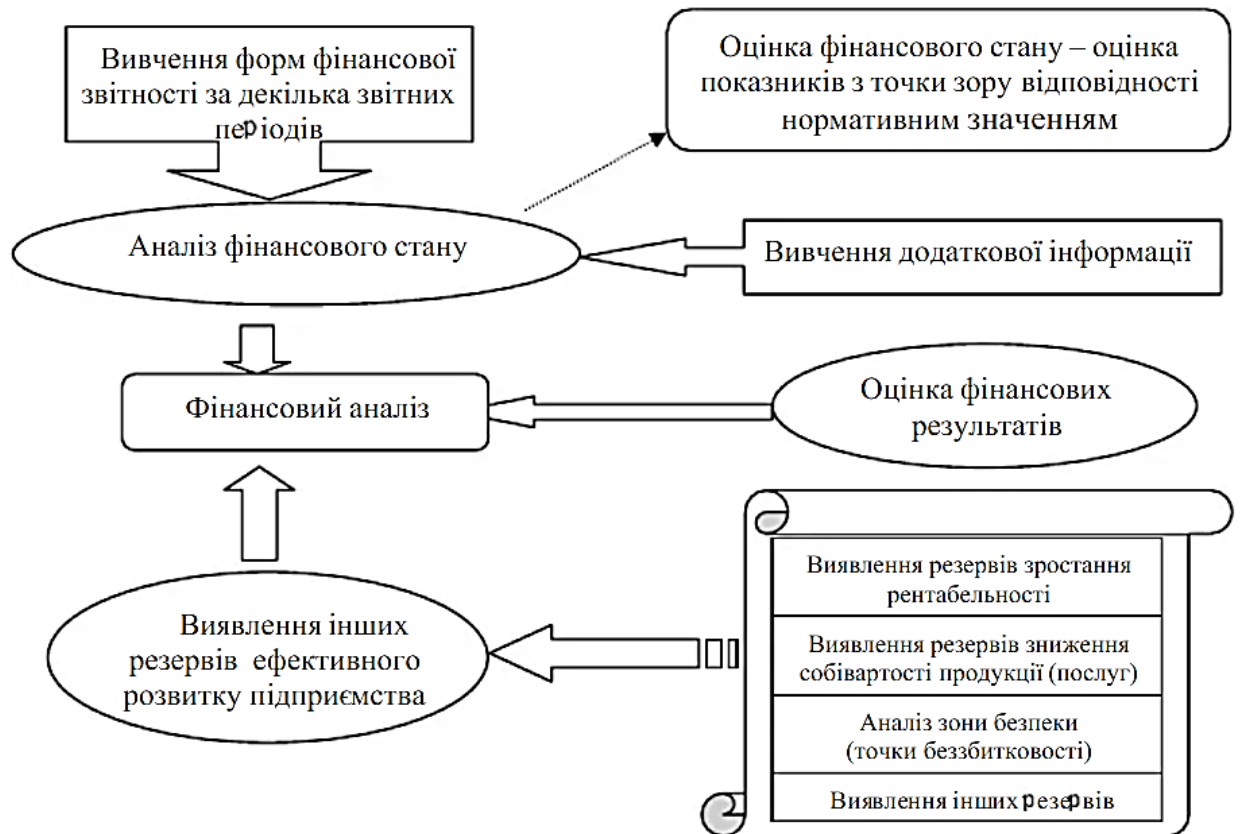 Вивчення форм фінансової
звітності за декілька звітних
періодів
Оцінка фінансового стану – оцінка
показників з точки зору відповідності
нормативним значенням
Аналіз фінансового стану
Вивчення додаткової інформації
Фінансовий аналіз
Оцінка фінансових
результатів
Виявлення інших
резервів ефективного
розвитку підприємства
Виявлення резервів зростання
рентабельності
Виявлення резервів зниження
собівартості продукції (послуг)
Аналіз зони безпеки
(точки беззбитковості)
Виявлення інших резервів